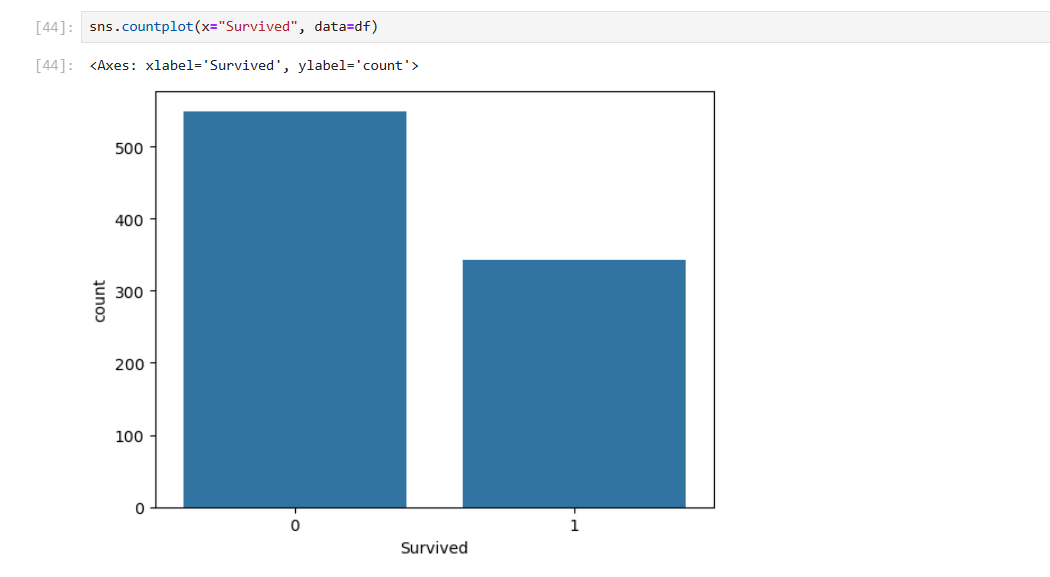 [44]: sns.countplot(x="Survived", data=df)
[44]: <Axes: xlabel='Survived', ylabel='count'>
500
400
300
200
100
0
count
0 1
Survived